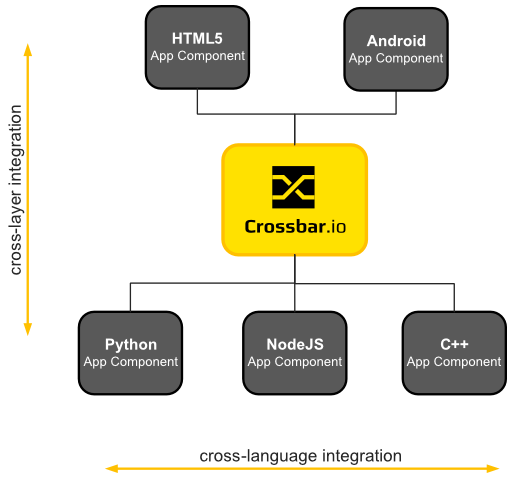 HTML5
App Component
Android
App Component
cross-layer integration
Crossbar.io
Python
App Component
NodeJS
App Component
C++
App Component
cross-language integration